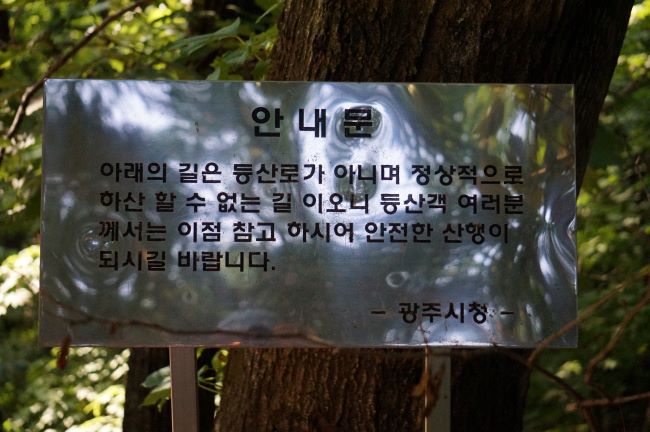 안내문
아래의 길은 등산로가 아니며 정상적으로
하산 할 수 없는 길 이오니 등산객 여러분
께서는 이점 참고 하시어 안전한 산행이
되시길 바랍니다.
- 광주시청 -